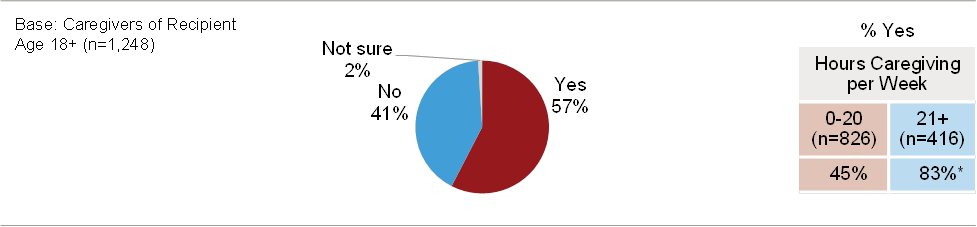 Base: Caregivers of Recipient
Age 18+ (n=1,248)
Not sure
2%
No
41%
Yes
57%
% Yes
Hours Caregiving
per Week
0-20
(n=826)
21+
(n=416)
45%
83%*